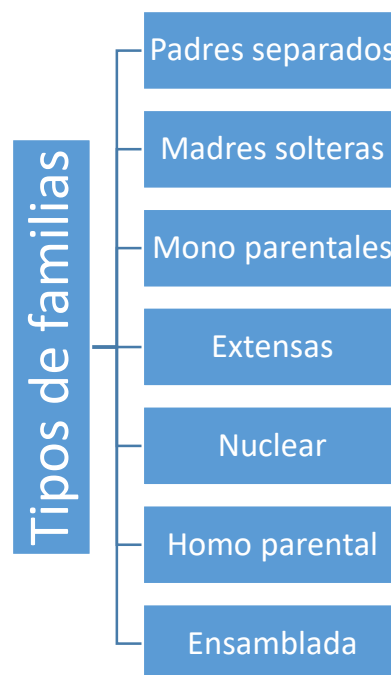 Tipos de familias
Padres separados
Madres solteras
Mono parentales
Extensas
Nuclear
Homo parental
Ensamblada